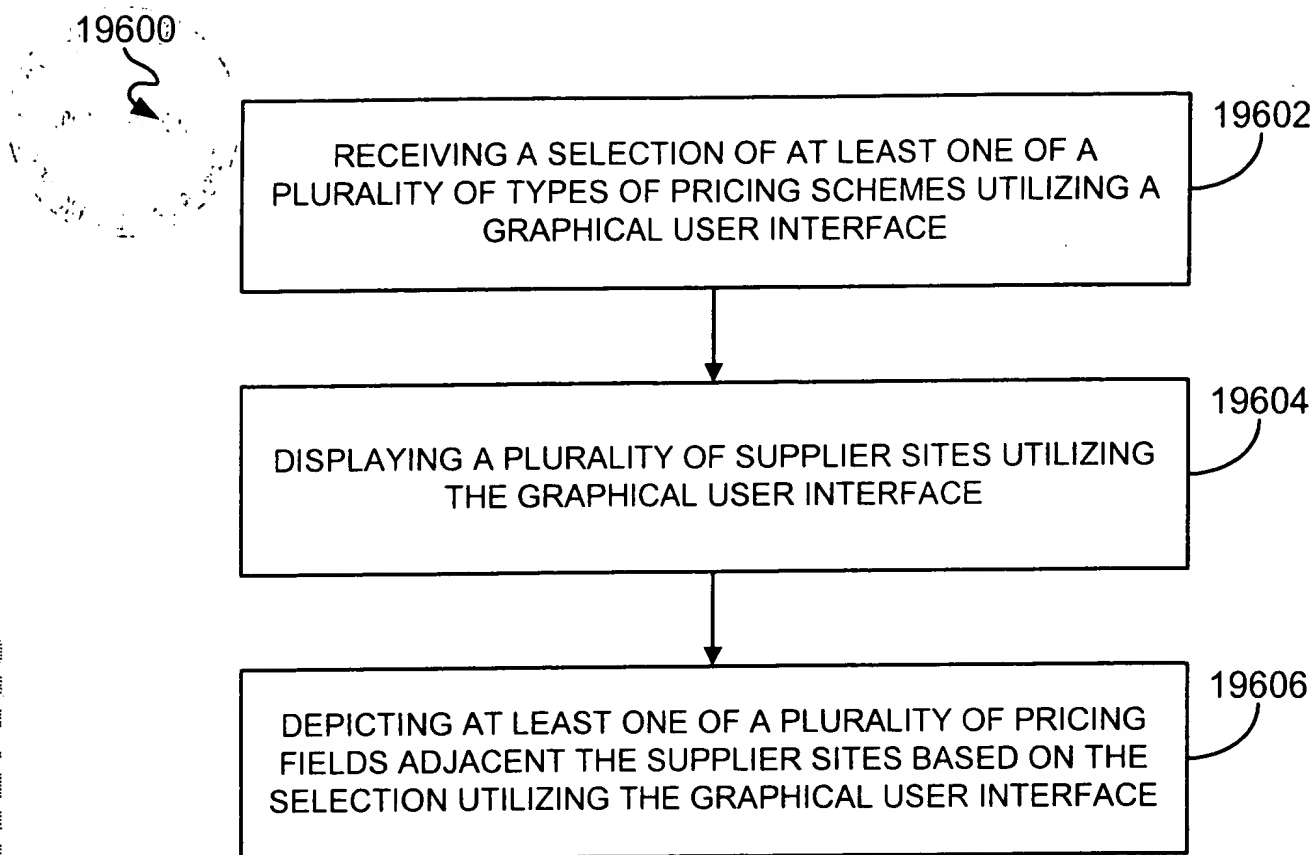 19600
19602
RECEIVING A SELECTION OF AT LEAST ONE OF A
PLURALITY OF TYPES OF PRICING SCHEMES UTILIZING A
GRAPHICAL USER INTERFACE
19604
DISPLAYING A PLURALITY OF SUPPLIER SITES UTILIZING
THE GRAPHICAL USER INTERFACE
19606
DEPICTING AT LEAST ONE OF A PLURALITY OF PRICING
FIELDS ADJACENT THE SUPPLIER SITES BASED ON THE
SELECTION UTILIZING THE GRAPHICAL USER INTERFACE